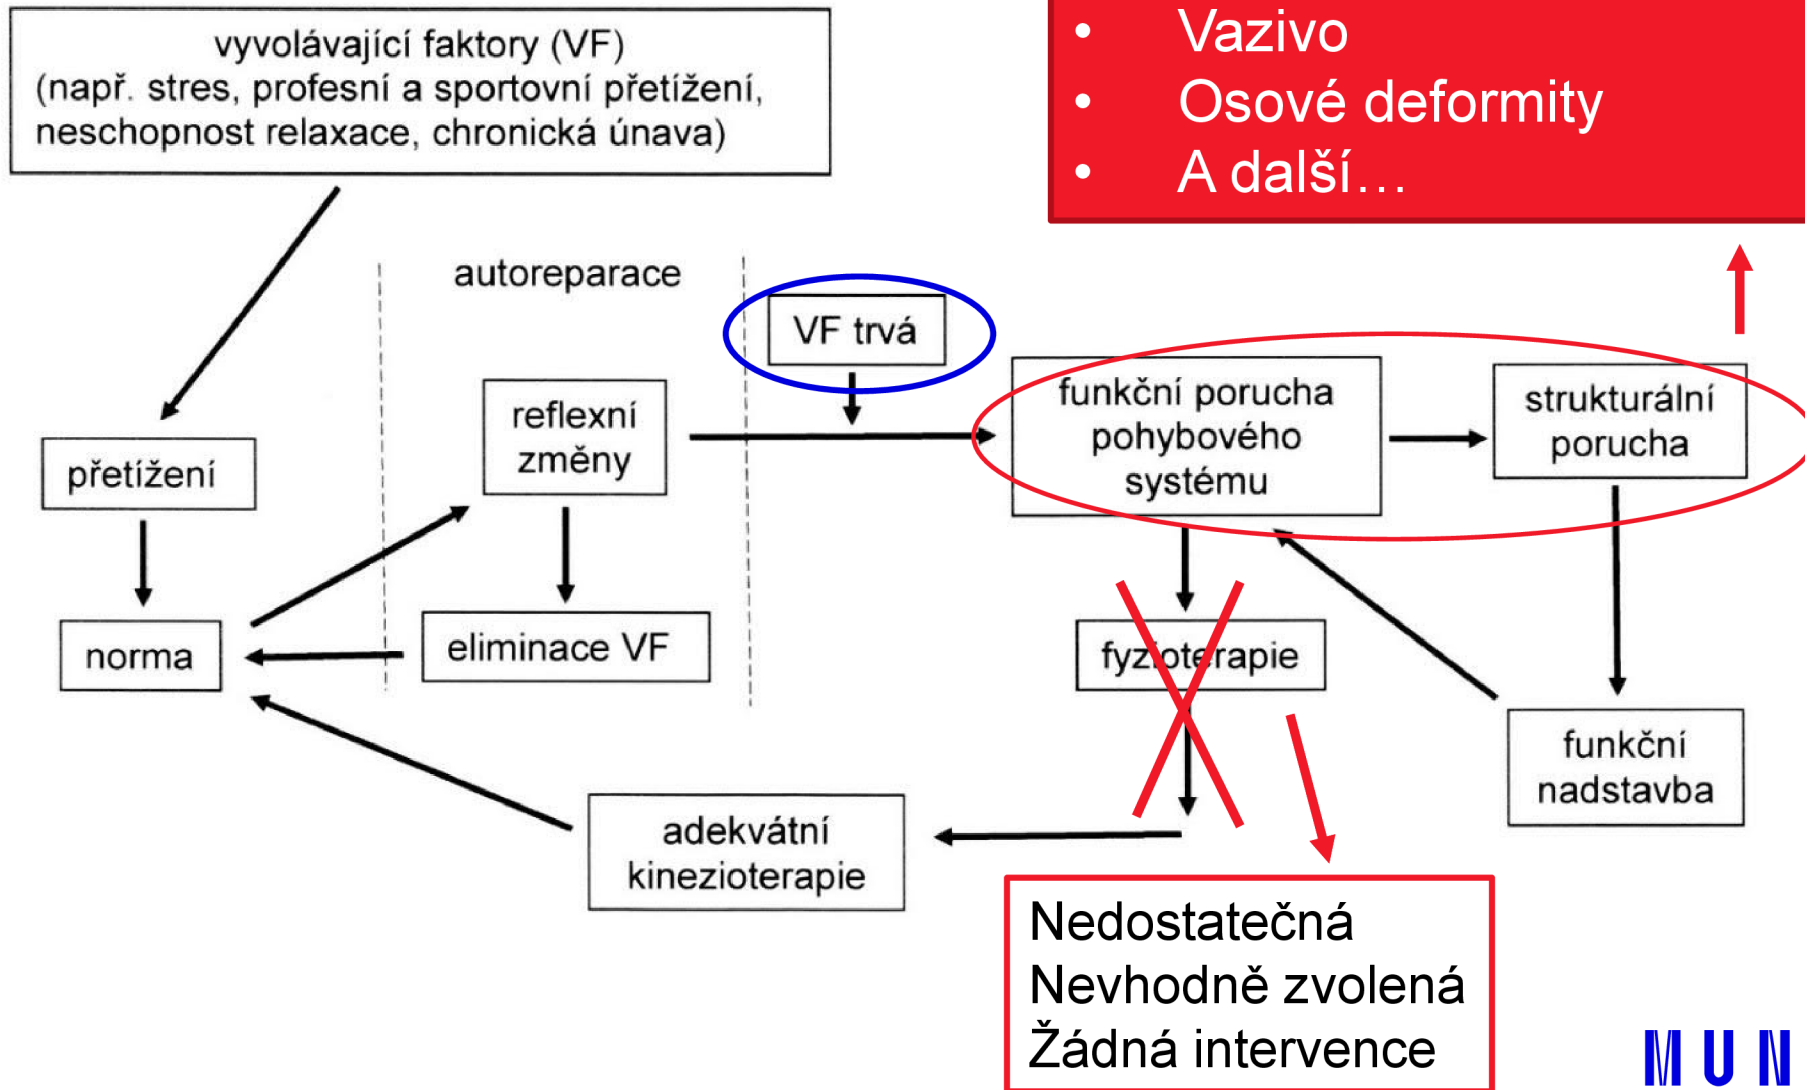 vyvolávající faktory (VF)
(např. stres, profesní a sportovní přetížení,
neschopnost relaxace, chronická únava)
• Vazivo
• Osové deformity
• A další…
autoreparace
VF trvá
přetížení
reflexní
změny
funkční porucha
pohybového
systému
strukturální
porucha
norma
eliminace VF
fyzioterapie
funkční
nadstavba
adekvátní
kinezioterapie
Nedostatečná
Nevhodně zvolená
Žádná intervence
MUN